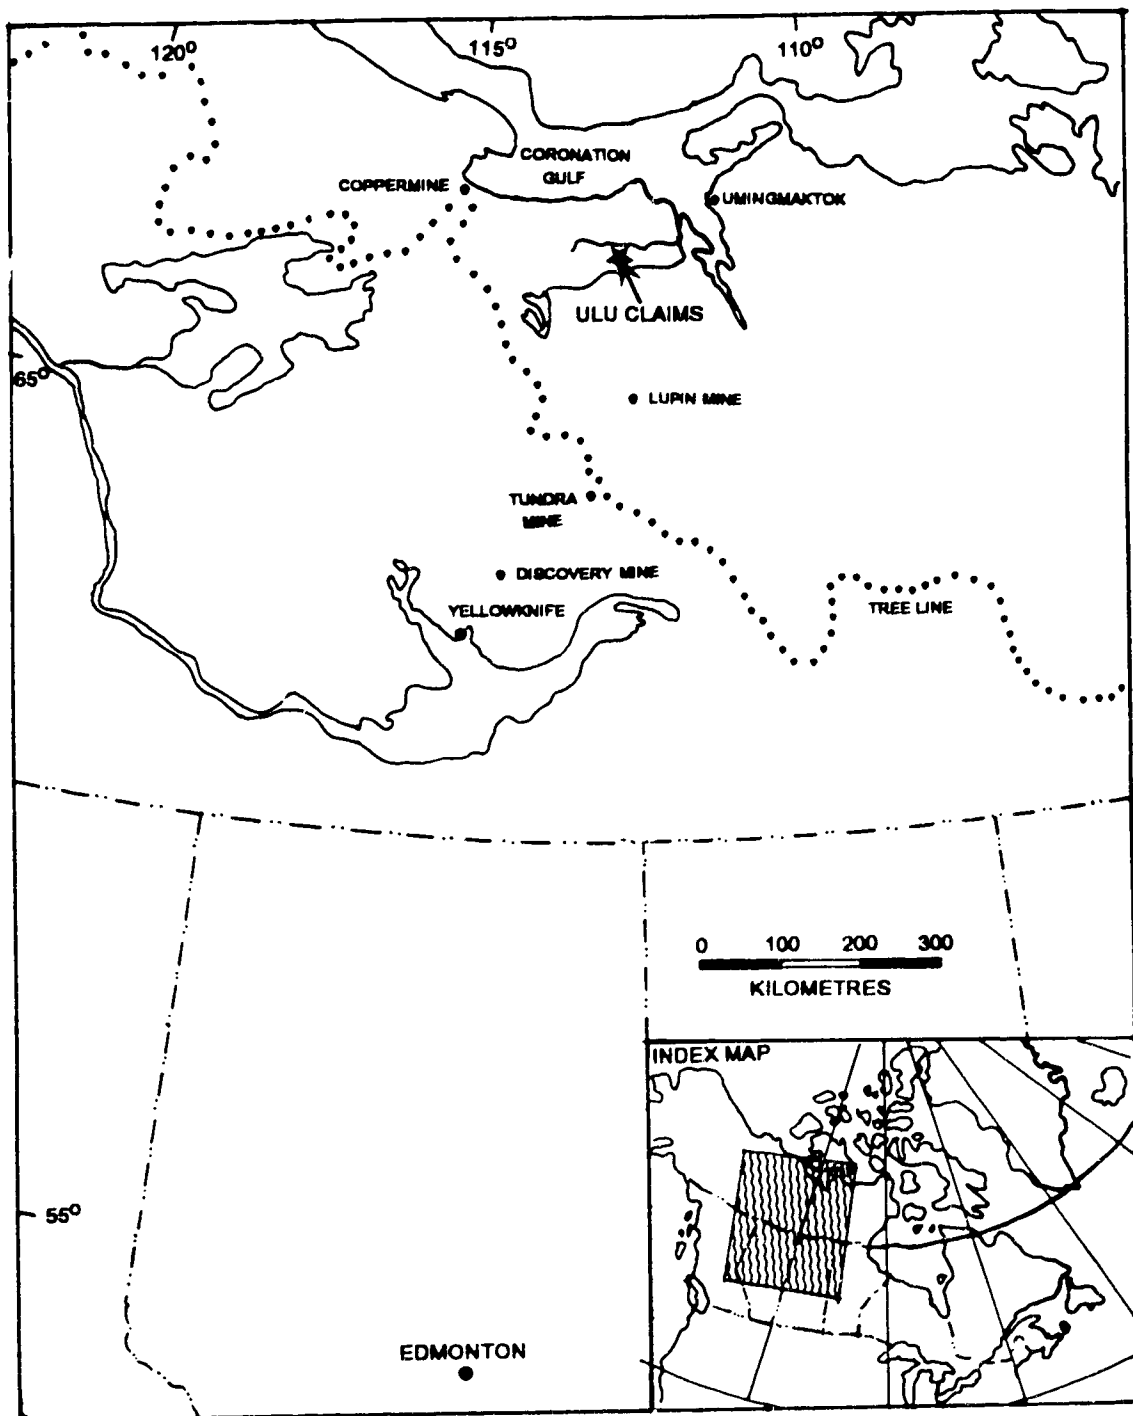 120° 115° 110°
CORONATION
GULF
COPPERMINE
UMINGMAKTOK
ULU CLAIMS
65°
LUPIN MINE
TUNDRA
MINE
DISCOVERY MINE
YELLOWKNIFE
TREE LINE
0 100 200 300
KILOMETRES
INDEX MAP
55°
EDMONTON